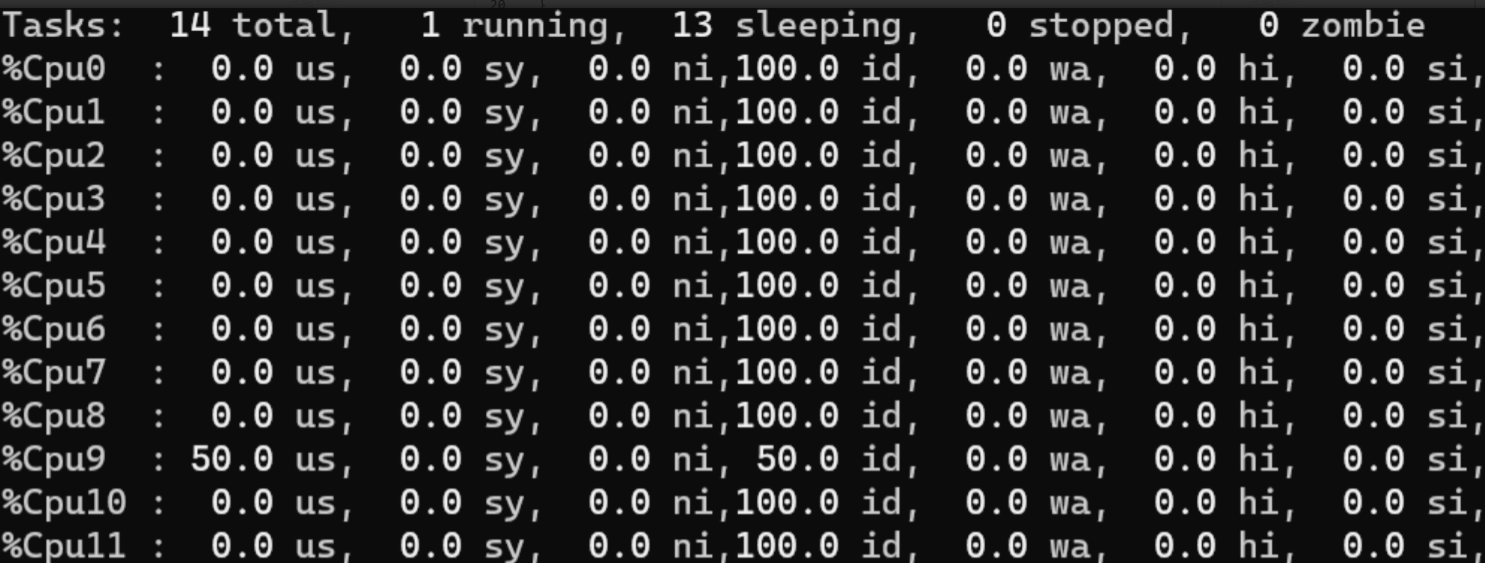 Tasks:  14 total,   1 running,  13 sleeping,   0 stopped,   0 zombie
%Cpu0  :  0.0 us,  0.0 sy,  0.0 ni,100.0 id,  0.0 wa,  0.0 hi,  0.0 si,
%Cpu1  :  0.0 us,  0.0 sy,  0.0 ni,100.0 id,  0.0 wa,  0.0 hi,  0.0 si,
%Cpu2  :  0.0 us,  0.0 sy,  0.0 ni,100.0 id,  0.0 wa,  0.0 hi,  0.0 si,
%Cpu3  :  0.0 us,  0.0 sy,  0.0 ni,100.0 id,  0.0 wa,  0.0 hi,  0.0 si,
%Cpu4  :  0.0 us,  0.0 sy,  0.0 ni,100.0 id,  0.0 wa,  0.0 hi,  0.0 si,
%Cpu5  :  0.0 us,  0.0 sy,  0.0 ni,100.0 id,  0.0 wa,  0.0 hi,  0.0 si,
%Cpu6  :  0.0 us,  0.0 sy,  0.0 ni,100.0 id,  0.0 wa,  0.0 hi,  0.0 si,
%Cpu7  :  0.0 us,  0.0 sy,  0.0 ni,100.0 id,  0.0 wa,  0.0 hi,  0.0 si,
%Cpu8  :  0.0 us,  0.0 sy,  0.0 ni,100.0 id,  0.0 wa,  0.0 hi,  0.0 si,
%Cpu9  : 50.0 us,  0.0 sy,  0.0 ni, 50.0 id,  0.0 wa,  0.0 hi,  0.0 si,
%Cpu10 :  0.0 us,  0.0 sy,  0.0 ni,100.0 id,  0.0 wa,  0.0 hi,  0.0 si,
%Cpu11 :  0.0 us,  0.0 sy,  0.0 ni,100.0 id,  0.0 wa,  0.0 hi,  0.0 si,